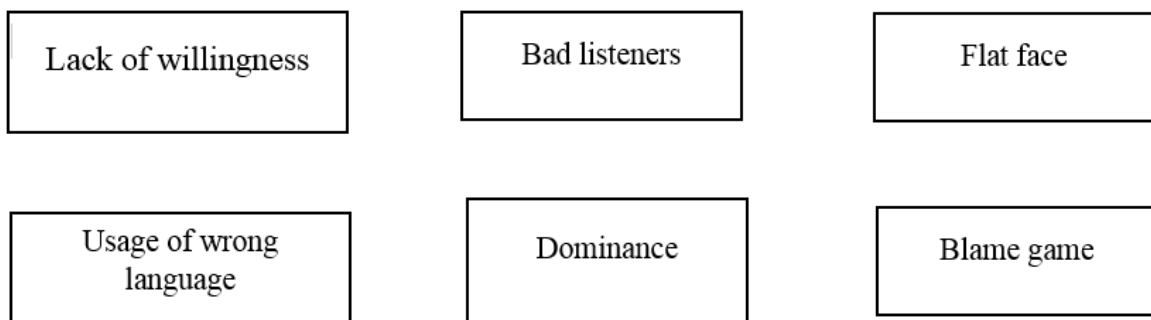 Lack of willingness
Bad listeners
Flat face
Usage of wrong
language
Dominance
Blame game